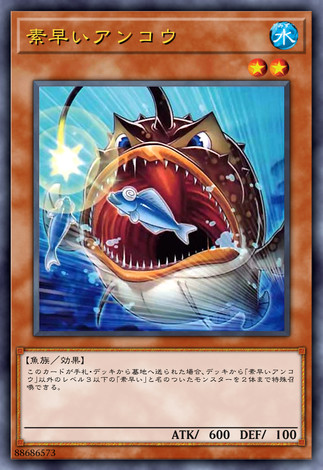 素早いアンコウ
水
【魚族／効果】
このカードが手札・デッキから墓地へ送られた場合、デッキから「素早いアンコ
ウ」以外のレベル３以下の「素早い」と名のついたモンスターを２体まで特殊召
喚できる。
ATK/ 600 DEF/ 100
88686573